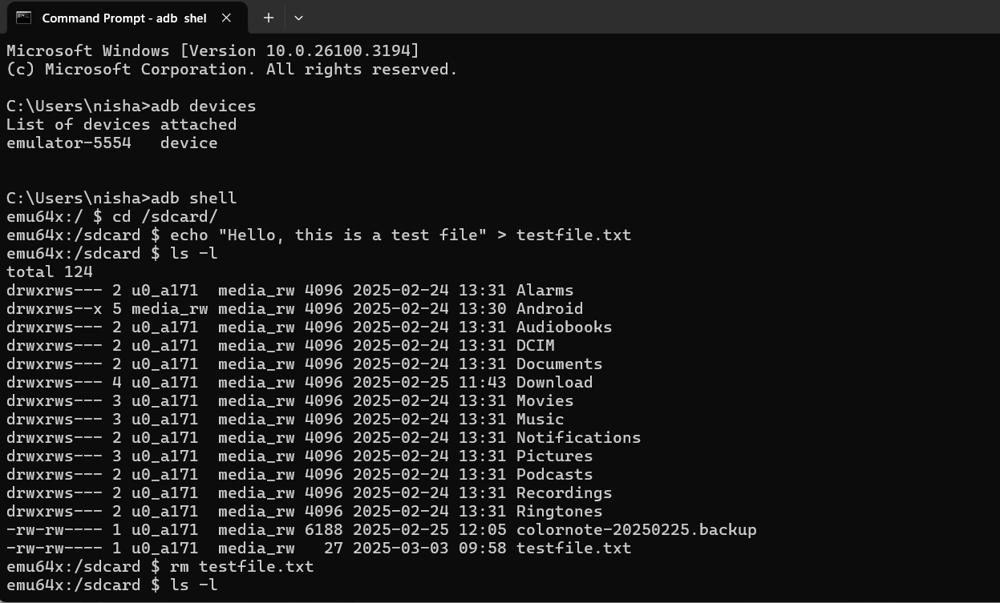 Command Prompt - adb shel
Microsoft Windows [Version 10.0.26100.3194]
(c) Microsoft Corporation. All rights reserved.
C:\Users\nisha>adb devices
List of devices attached
emulator-5554   device
C:\Users\nisha>adb shell
emu64x:/ $ cd /sdcard/
emu64x:/sdcard $ echo "Hello, this is a test file" > testfile.txt
emu64x:/sdcard $ ls -l
total 124
drwxrws--- 2 u0_a171  media_rw 4096 2025-02-24 13:31 Alarms
drwxrws--x 5 media_rw media_rw 4096 2025-02-24 13:30 Android
drwxrws--- 2 u0_a171  media_rw 4096 2025-02-24 13:31 Audiobooks
drwxrws--- 2 u0_a171  media_rw 4096 2025-02-24 13:31 DCIM
drwxrws--- 2 u0_a171  media_rw 4096 2025-02-24 13:31 Documents
drwxrws--- 4 u0_a171  media_rw 4096 2025-02-25 11:43 Download
drwxrws--- 3 u0_a171  media_rw 4096 2025-02-24 13:31 Movies
drwxrws--- 3 u0_a171  media_rw 4096 2025-02-24 13:31 Music
drwxrws--- 2 u0_a171  media_rw 4096 2025-02-24 13:31 Notifications
drwxrws--- 3 u0_a171  media_rw 4096 2025-02-24 13:31 Pictures
drwxrws--- 2 u0_a171  media_rw 4096 2025-02-24 13:31 Podcasts
drwxrws--- 2 u0_a171  media_rw 4096 2025-02-24 13:31 Recordings
drwxrws--- 2 u0_a171  media_rw 4096 2025-02-24 13:31 Ringtones
-rw-rw---- 1 u0_a171  media_rw 6188 2025-02-25 12:05 colornote-20250225.backup
-rw-rw---- 1 u0_a171  media_rw   27 2025-03-03 09:58 testfile.txt
emu64x:/sdcard $ rm testfile.txt
emu64x:/sdcard $ ls -l